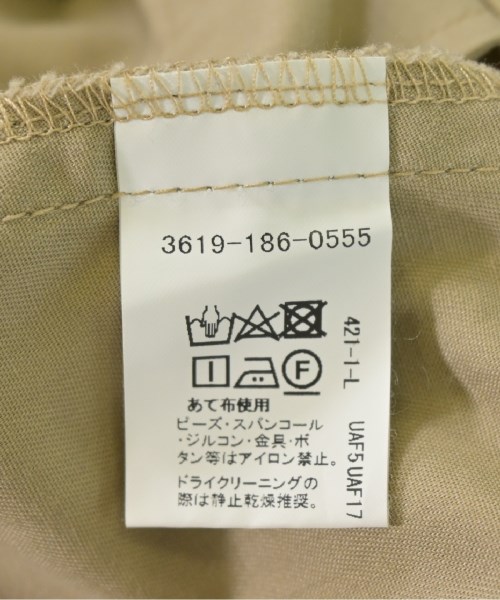 3619-186-0555
F
あて布使用
ビーズ・スパンコール
・ジルコン・金具・ボ
タン等はアイロン禁止。
ドライクリーニングの
際は静止乾燥推奨。
421-1-L UAF5UAF17